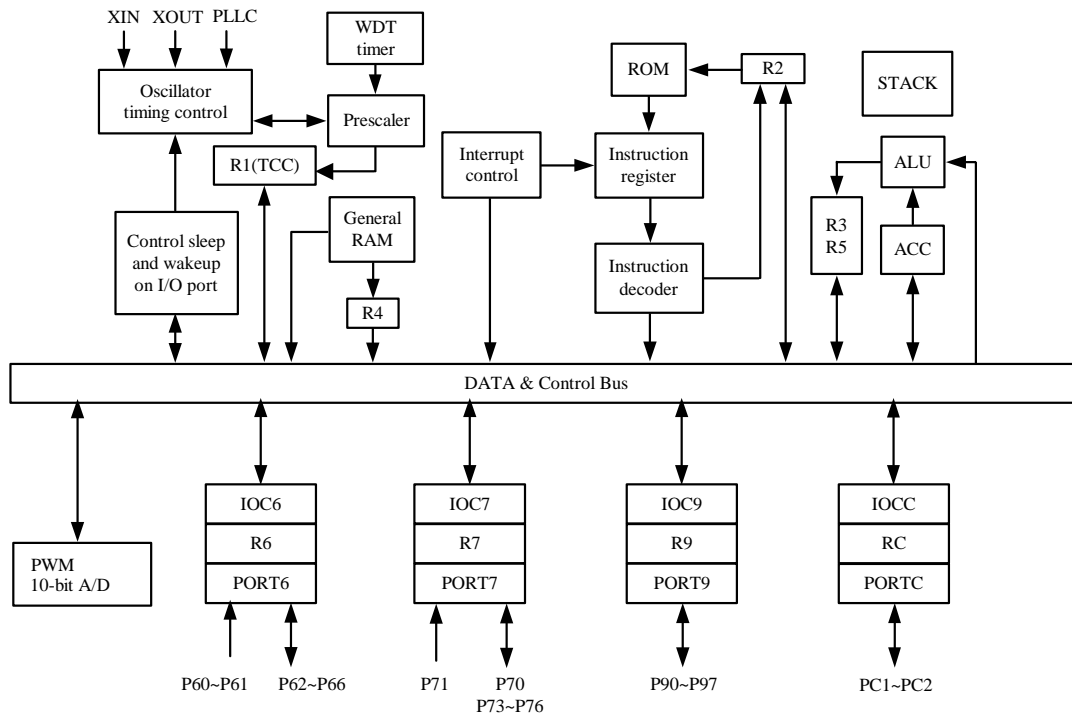 XIN
XOUT
PLLC
WDT
timer
Oscillator
timing control
Prescaler
R1(TCC)
Control sleep
and wakeup
on I/O port
General
RAM
R4
Interrupt
control
ROM
R2
Instruction
register
Instruction
decoder
STACK
ALU
R3
R5
ACC
DATA & Control Bus
PWM
10-bit A/D
IOC6
R6
PORT6
P60~P61
P62~P66
IOC7
R7
PORT7
P71
P70
P73~P76
IOC9
R9
PORT9
P90~P97
IOCC
RC
PORTC
PC1~PC2